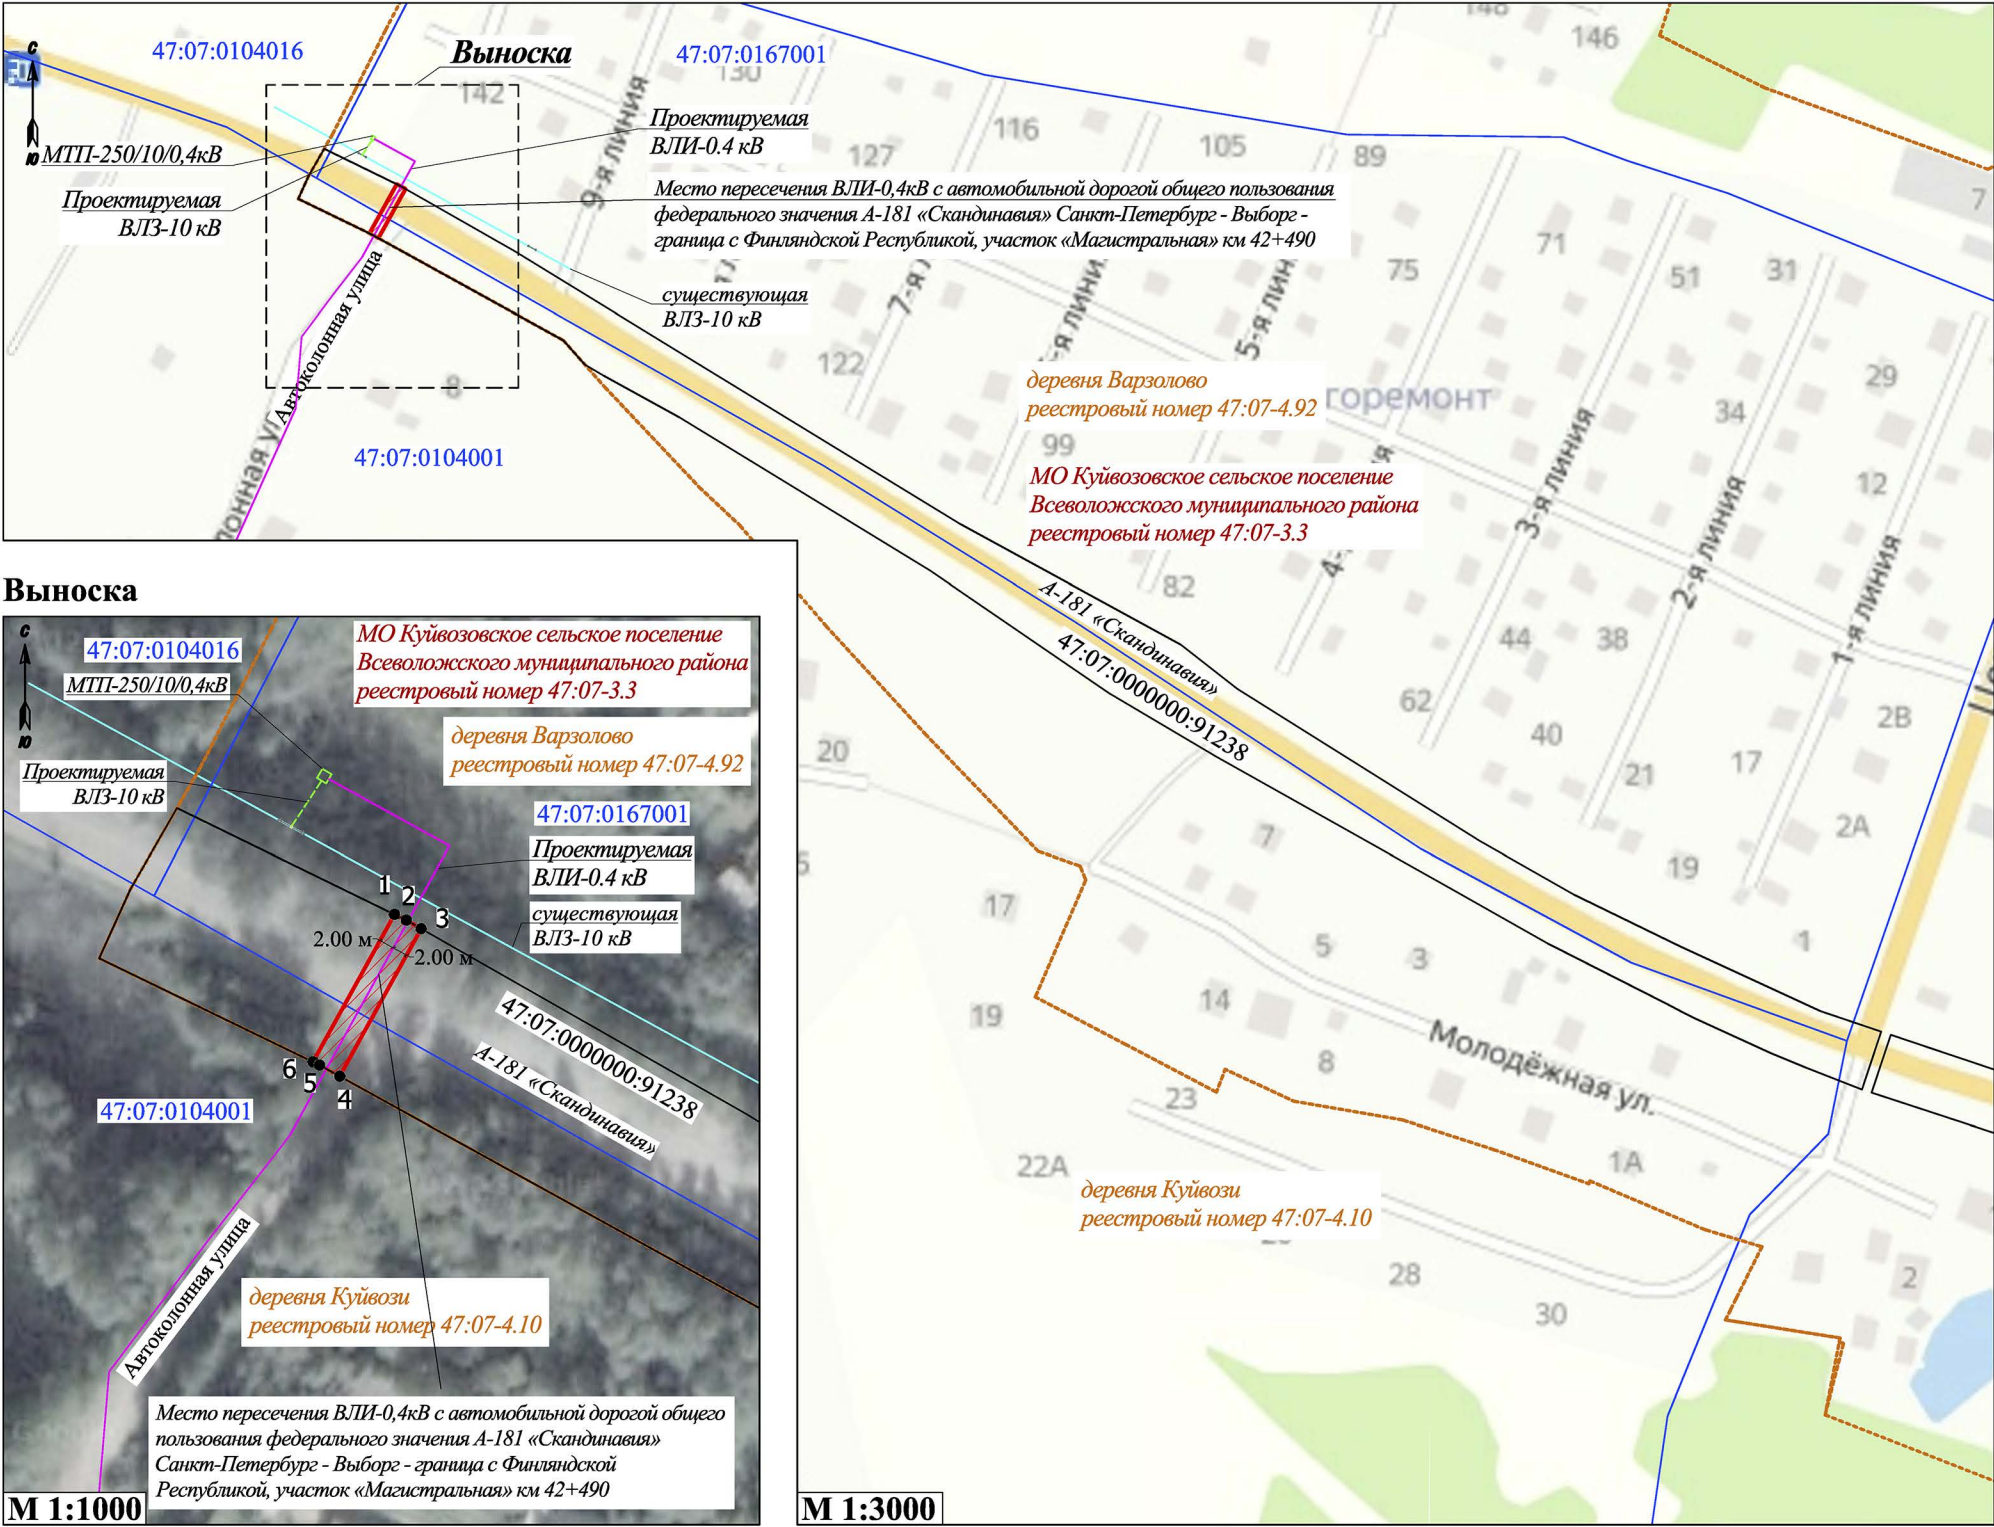 47:07:0104016
Выноска
47:07:0167001
С
Ю
142
130
146
МТП-250/10/0,4кВ
Проектируемая
ВЛЗ-10 кВ
Проектируемая
ВЛИ-0.4 кВ
Место пересечения ВЛИ-0,4кВ с автомобильной дорогой общего пользования
федерального значения А-181 «Скандинавия» Санкт-Петербург - Выборг -
граница с Финляндской Республикой, участок «Магистральная» км 42+490
существующая
ВЛЗ-10 кВ
9-я линия
127
116
105
89
7
71
75
51
31
122
8
Автоколонная улица
47:07:0104001
деревня Варзолово
реестровый номер 47:07-4.92
горемонт
29
34
99
12
МО Куйвозовское сельское поселение
Всеволожского муниципального района
реестровый номер 47:07-3.3
3-я линия
2-я линия
1-я линия
82
44
38
62
40
2В
17
21
2А
19
1
А-181 «Скандинавия»
47:07:0000000:91238
20
7
17
5
3
19
14
8
Молодёжная ул.
23
1А
22А
деревня Куйвози
реестровый номер 47:07-4.10
28
30
2
М 1:3000
Выноска
С
Ю
47:07:0104016
МТП-250/10/0,4кВ
МО Куйвозовское сельское поселение
Всеволожского муниципального района
реестровый номер 47:07-3.3
деревня Варзолово
реестровый номер 47:07-4.92
Проектируемая
ВЛЗ-10 кВ
47:07:0167001
Проектируемая
ВЛИ-0.4 кВ
существующая
ВЛЗ-10 кВ
1
2
3
2.00 м
2.00 м
6
5
4
47:07:0000000:91238
А-181 «Скандинавия»
47:07:0104001
Автоколонная улица
деревня Куйвози
реестровый номер 47:07-4.10
Место пересечения ВЛИ-0,4кВ с автомобильной дорогой общего
пользования федерального значения А-181 «Скандинавия»
Санкт-Петербург - Выборг - граница с Финляндской
Республикой, участок «Магистральная» км 42+490
М 1:1000